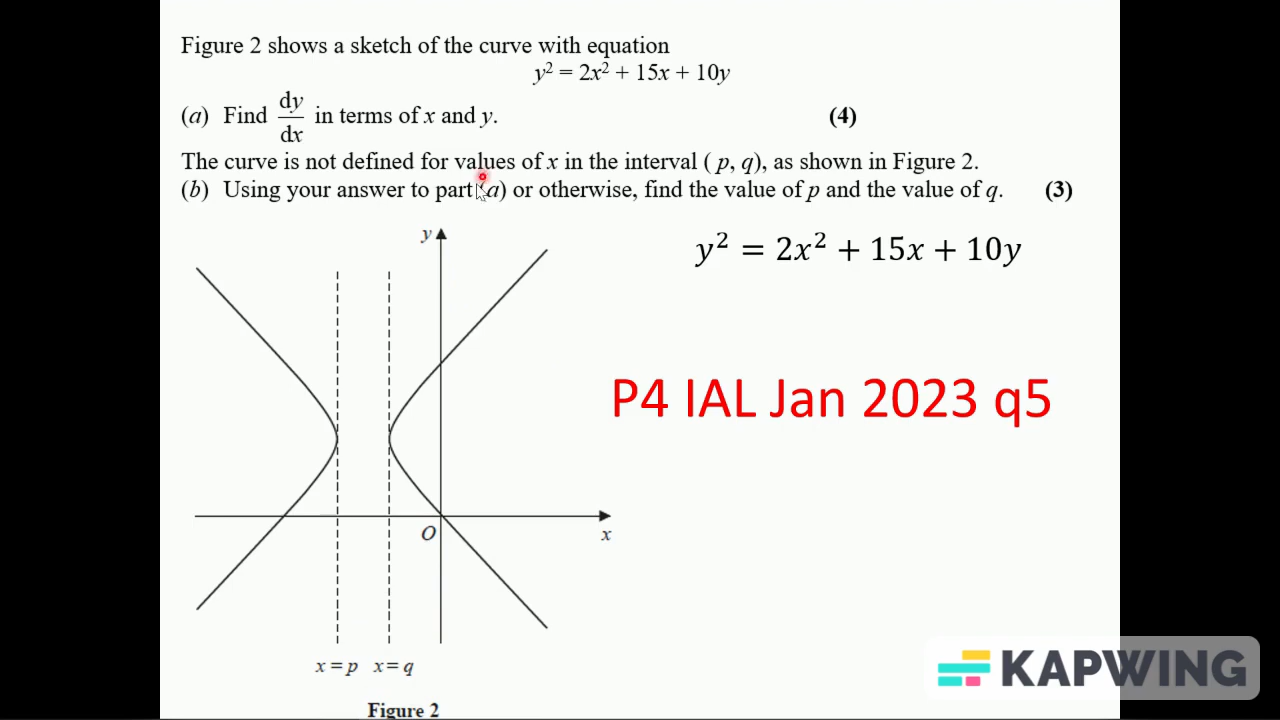 Figure 2 shows a sketch of the curve with equation
y² = 2x² + 15x + 10y
(a) Find dy/dx in terms of x and y. (4)
The curve is not defined for values of x in the interval ( p, q), as shown in Figure 2.
(b) Using your answer to part (a) or otherwise, find the value of p and the value of q. (3)
y
y² = 2x² + 15x + 10y
P4 IAL Jan 2023 q5
O
x
x = p x = q
KAPWING
Figure 2